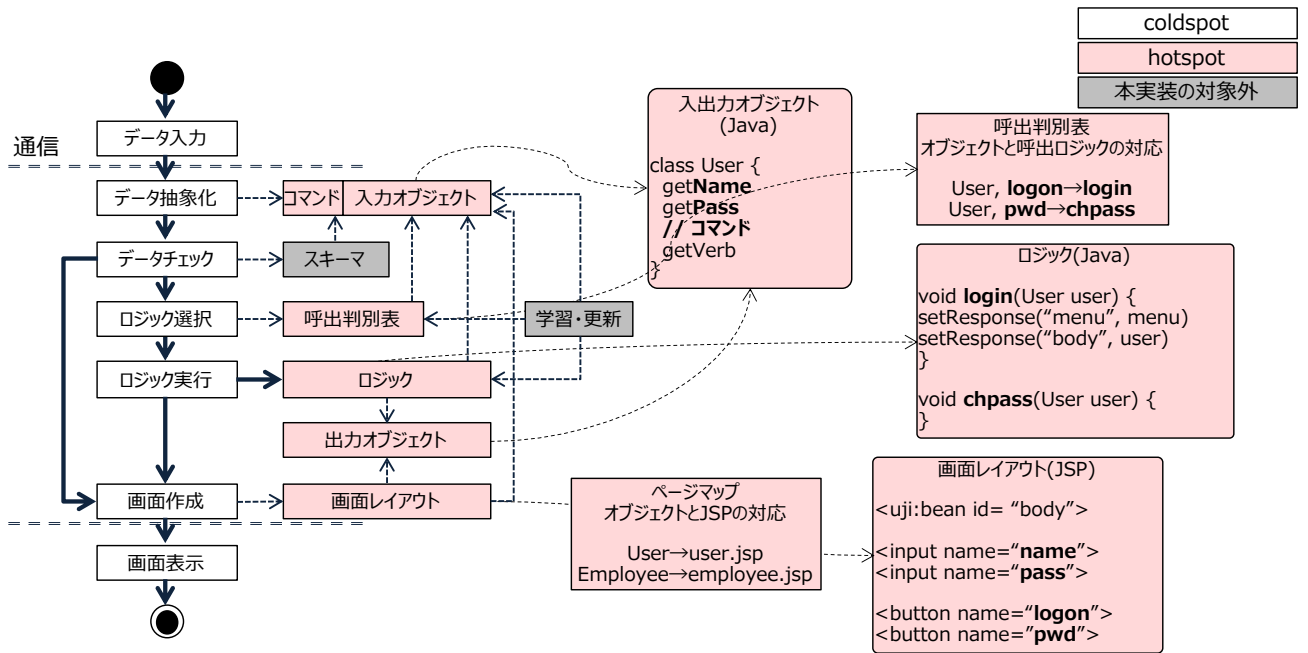 coldspot
hotspot
本実装の対象外
通信
データ入力
データ抽象化
データチェック
ロジック選択
ロジック実行
画面作成
画面表示
コマンド
入力オブジェクト
スキーマ
呼出判別表
学習・更新
ロジック
出力オブジェクト
画面レイアウト
入出力オブジェクト
(Java)
class User {
getName
getPass
// コマンド
getVerb
}
呼出判別表
オブジェクトと呼出ロジックの対応
User, logon→login
User, pwd→chpass
ロジック(Java)
void login(User user) {
setResponse(“menu”, menu)
setResponse(“body”, user)
}
void chpass(User user) {
}
ページマップ
オブジェクトとJSPの対応
User→user.jsp
Employee→employee.jsp
画面レイアウト(JSP)
<uji:bean id= “body”>
<input name=“name”>
<input name=“pass”>
<button name=“logon”>
<button name=”pwd”>